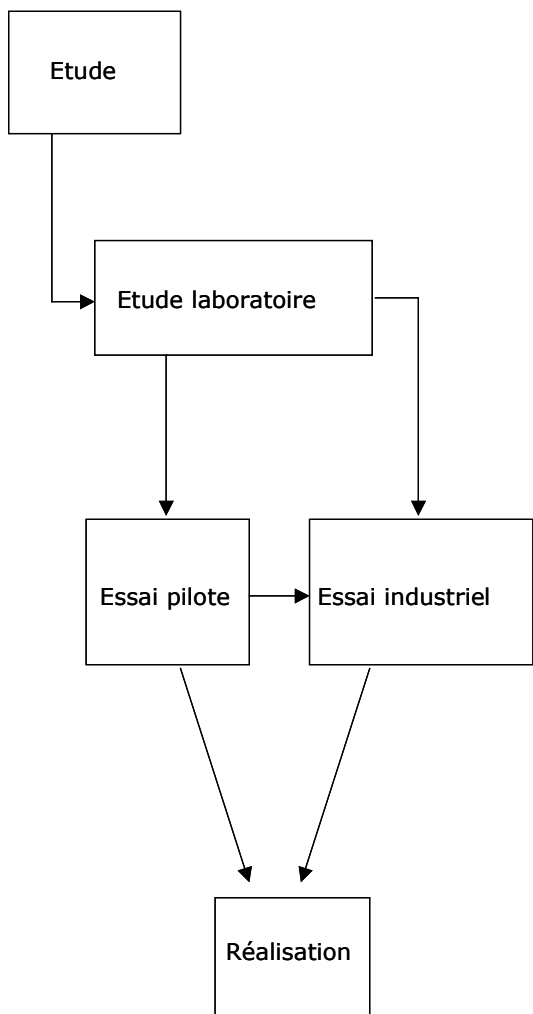 Etude
Etude laboratoire
Essai pilote
Essai industriel
Réalisation